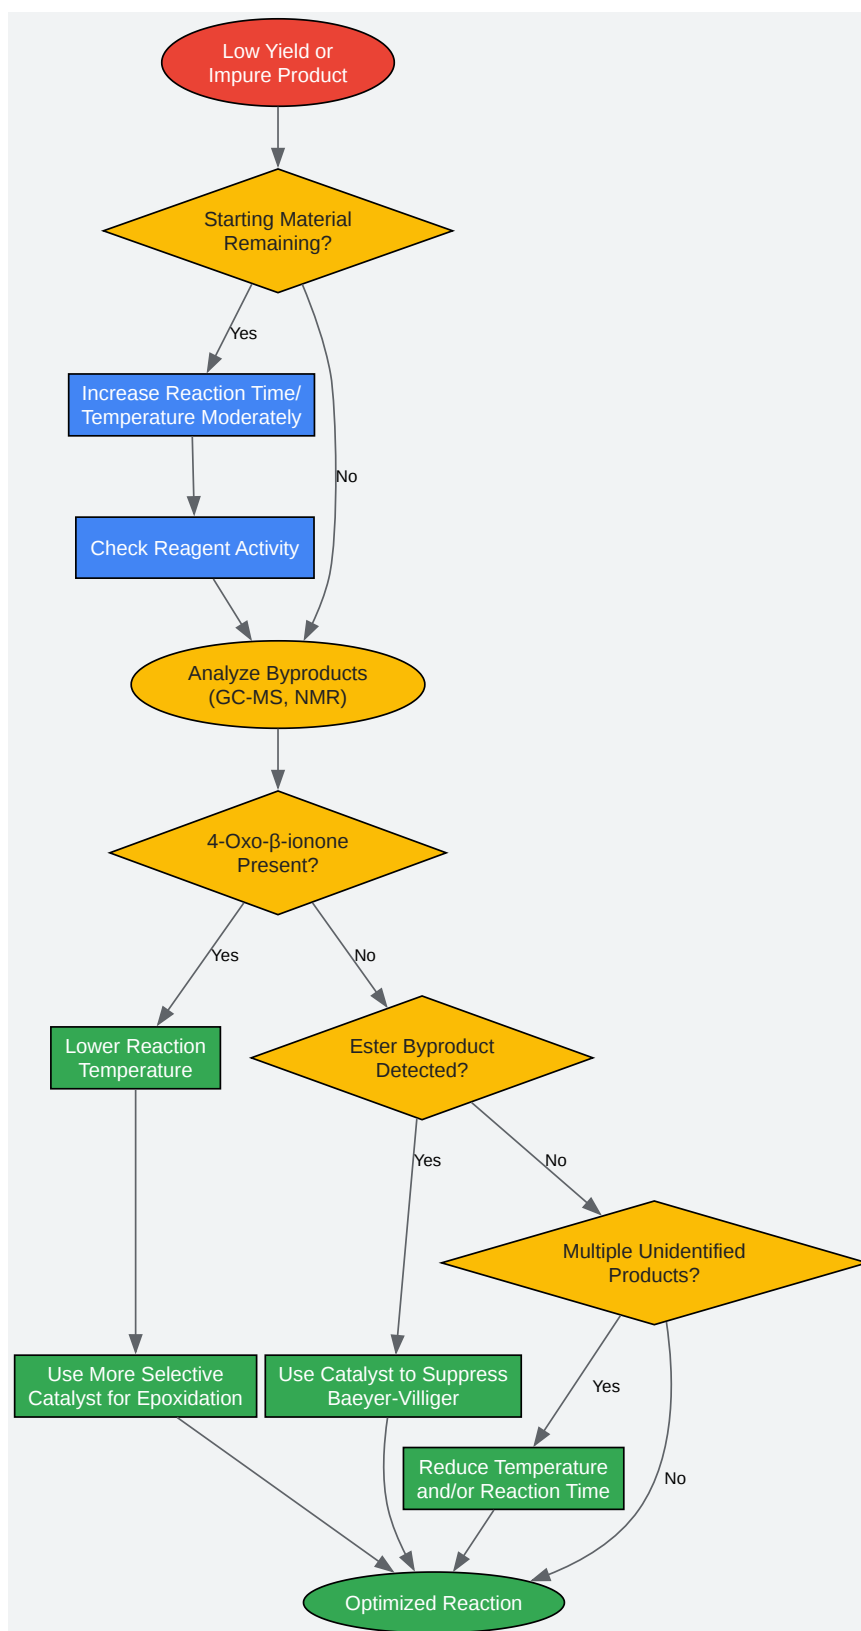 Low Yield or
Impure Product
Starting Material
Remaining?
Yes
Increase Reaction Time/
Temperature Moderately
No
Check Reagent Activity
Analyze Byproducts
(GC-MS, NMR)
4-Oxo-β-ionone
Present?
Yes
No
Lower Reaction
Temperature
Ester Byproduct
Detected?
Yes
No
Multiple Unidentified
Products?
Use More Selective
Catalyst for Epoxidation
Use Catalyst to Suppress
Baeyer-Villiger
Yes
Reduce Temperature
and/or Reaction Time
No
Optimized Reaction